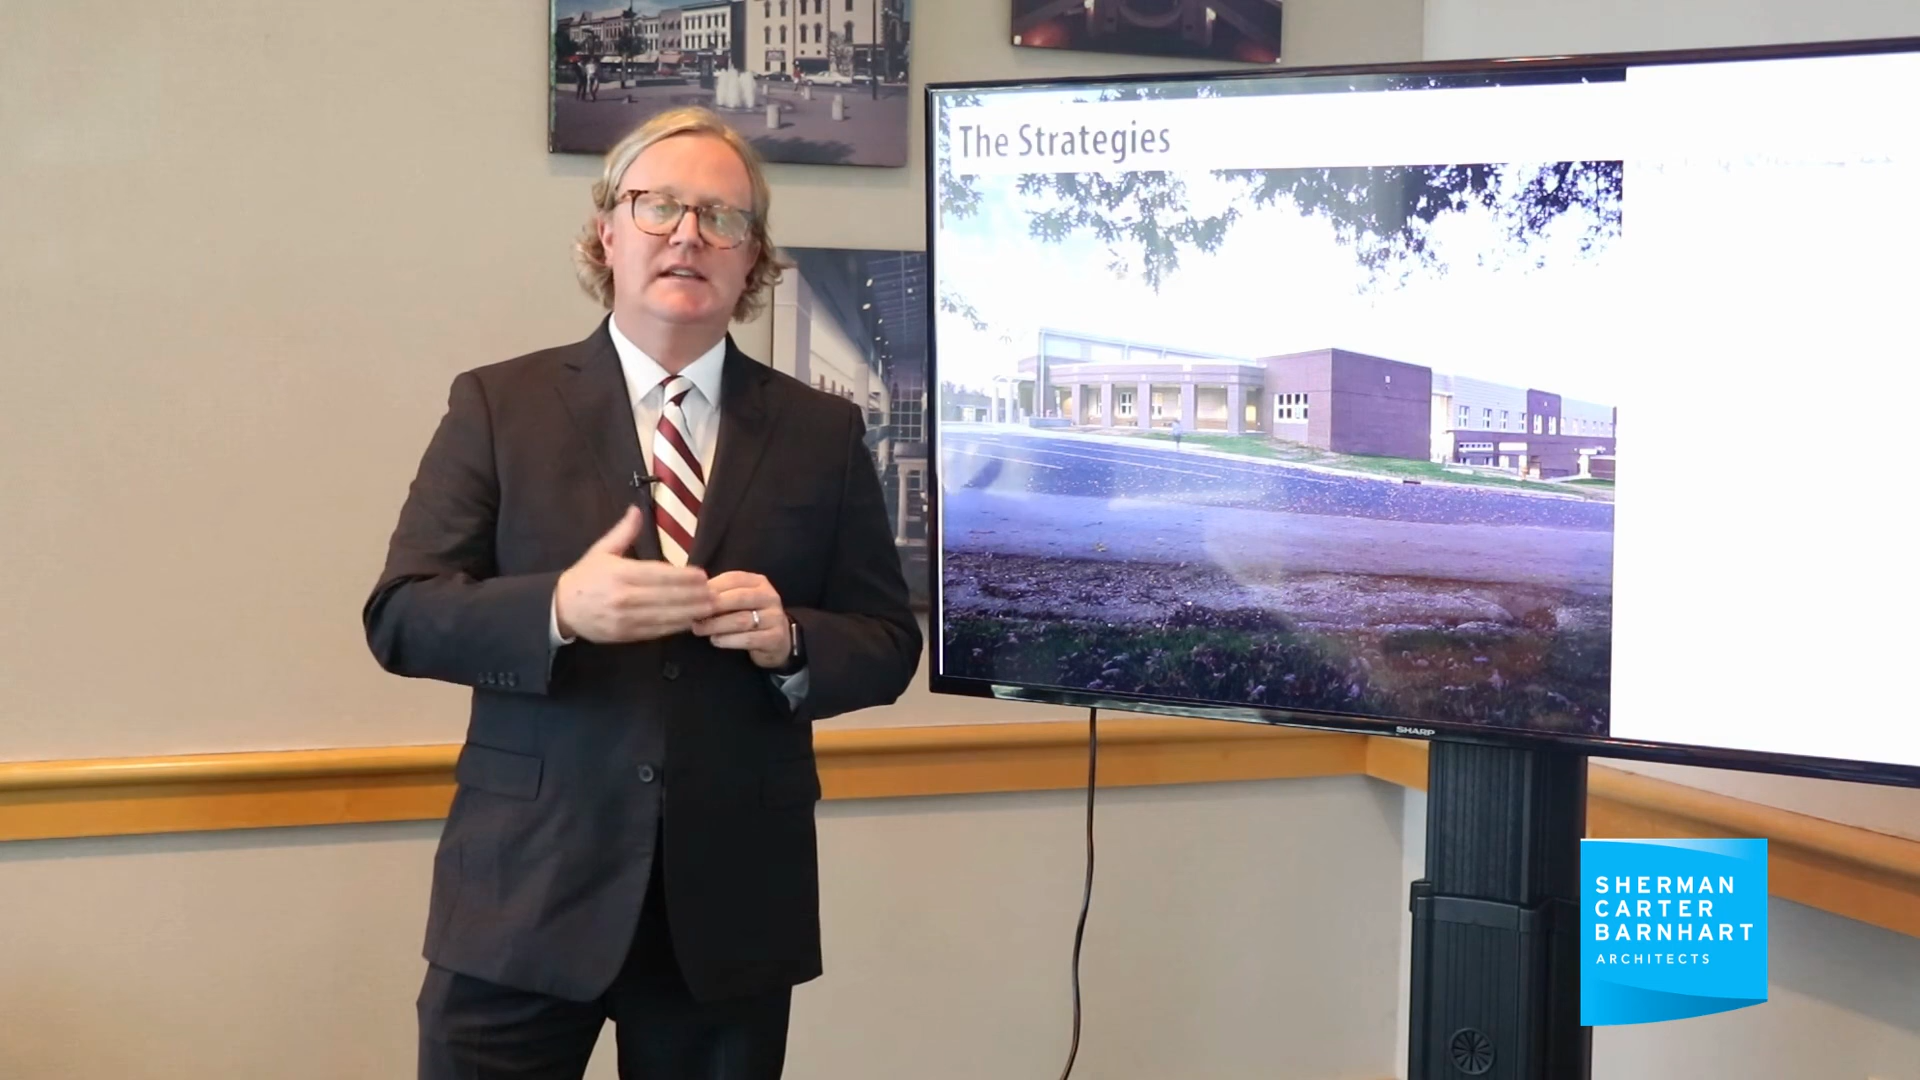 The Strategies
SHARP
SHERMAN
CARTER
BARNHART
ARCHITECTS